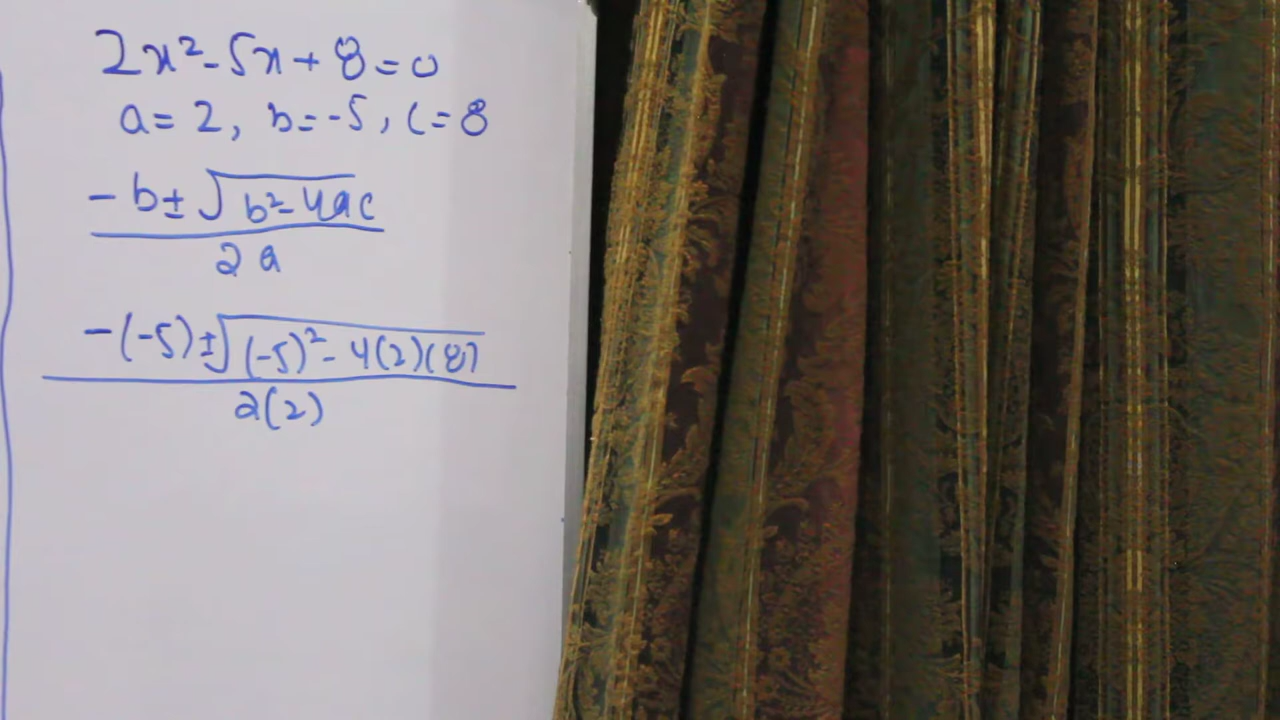 2x²-5x+8=0
a=2, b=-5, c=8
-b±√b²-4ac
2a
-(-5)±√(-5)²-4(2)(8)
2(2)